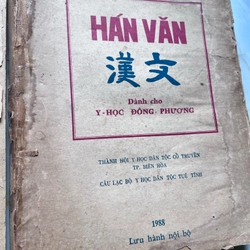 HÁN VĂN
漢文
Dành cho
Y-HỌC ĐÔNG-PHƯƠNG
THÀNH HỘI Y-HỌC DÂN TỘC CỔ TRUYỀN
TP. BIÊN HÒA
CÂU LẠC BỘ Y HỌC DÂN TỘC TUỆ TĨNH
1988
Lưu hành nội bộ